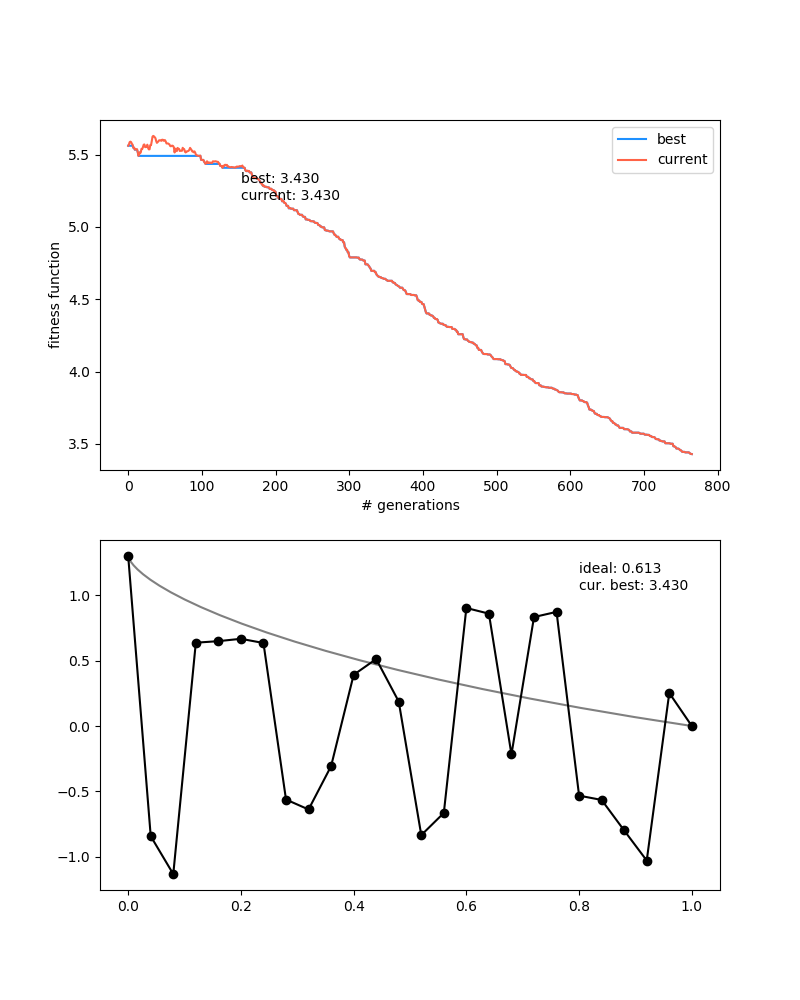 best
current
best: 3.430
current: 3.430
5.5
5.0
4.5
4.0
3.5
fitness function
0 100 200 300 400 500 600 700 800
# generations
ideal: 0.613
cur. best: 3.430
1.0
0.5
0.0
−0.5
−1.0
0.0 0.2 0.4 0.6 0.8 1.0